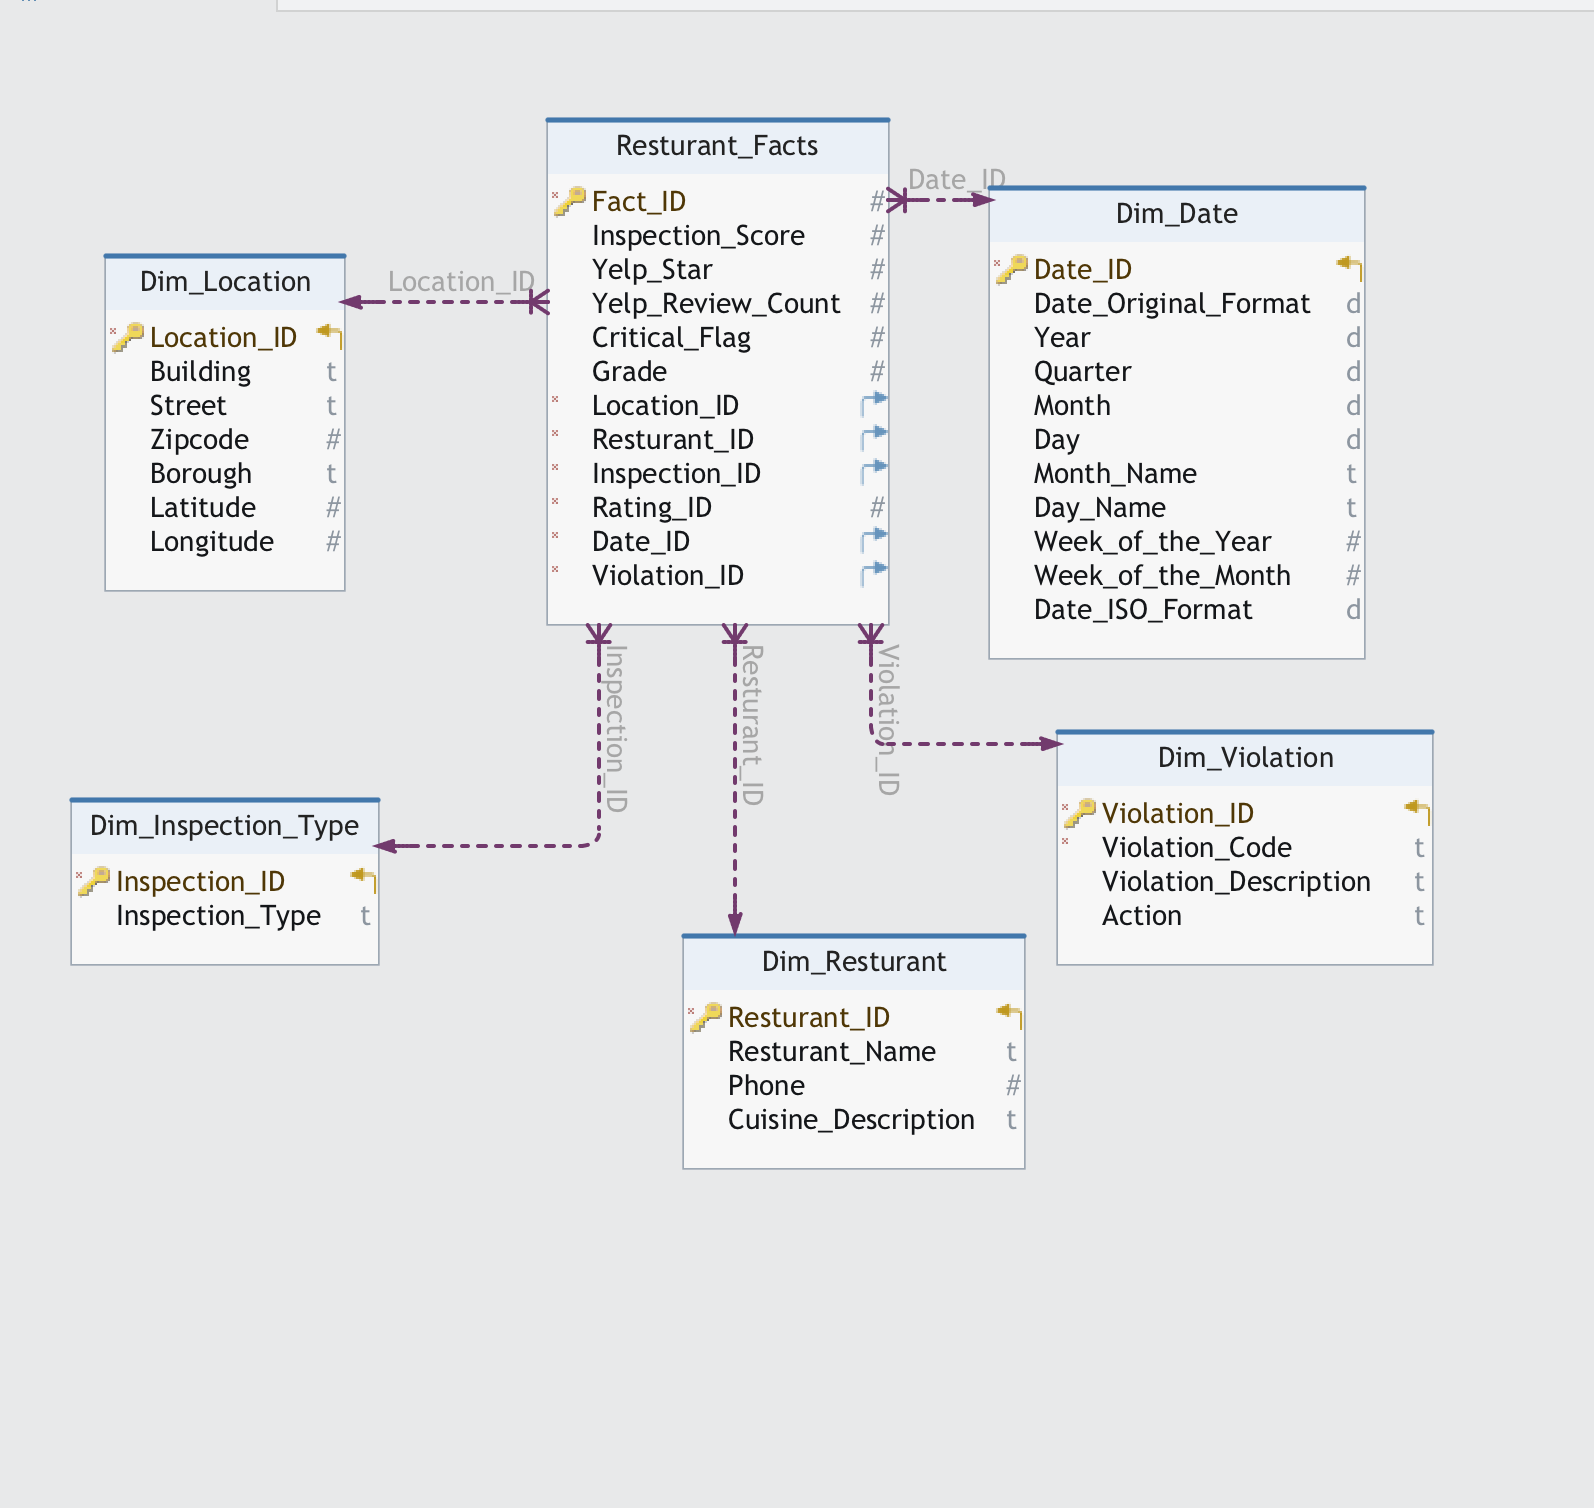 Resturant_Facts
Fact_ID #
Inspection_Score #
Yelp_Star #
Yelp_Review_Count #
Critical_Flag #
Grade #
Location_ID
Resturant_ID
Inspection_ID
Rating_ID #
Date_ID
Violation_ID
Date_ID
Dim_Date
Date_ID
Date_Original_Format d
Year d
Quarter d
Month d
Day d
Month_Name t
Day_Name t
Week_of_the_Year #
Week_of_the_Month #
Date_ISO_Format d
Location_ID
Dim_Location
Location_ID
Building t
Street t
Zipcode #
Borough t
Latitude #
Longitude #
Inspection_ID
Resturant_ID
Violation_ID
Dim_Inspection_Type
Inspection_ID
Inspection_Type t
Dim_Resturant
Resturant_ID
Resturant_Name t
Phone #
Cuisine_Description t
Dim_Violation
Violation_ID
Violation_Code t
Violation_Description t
Action t